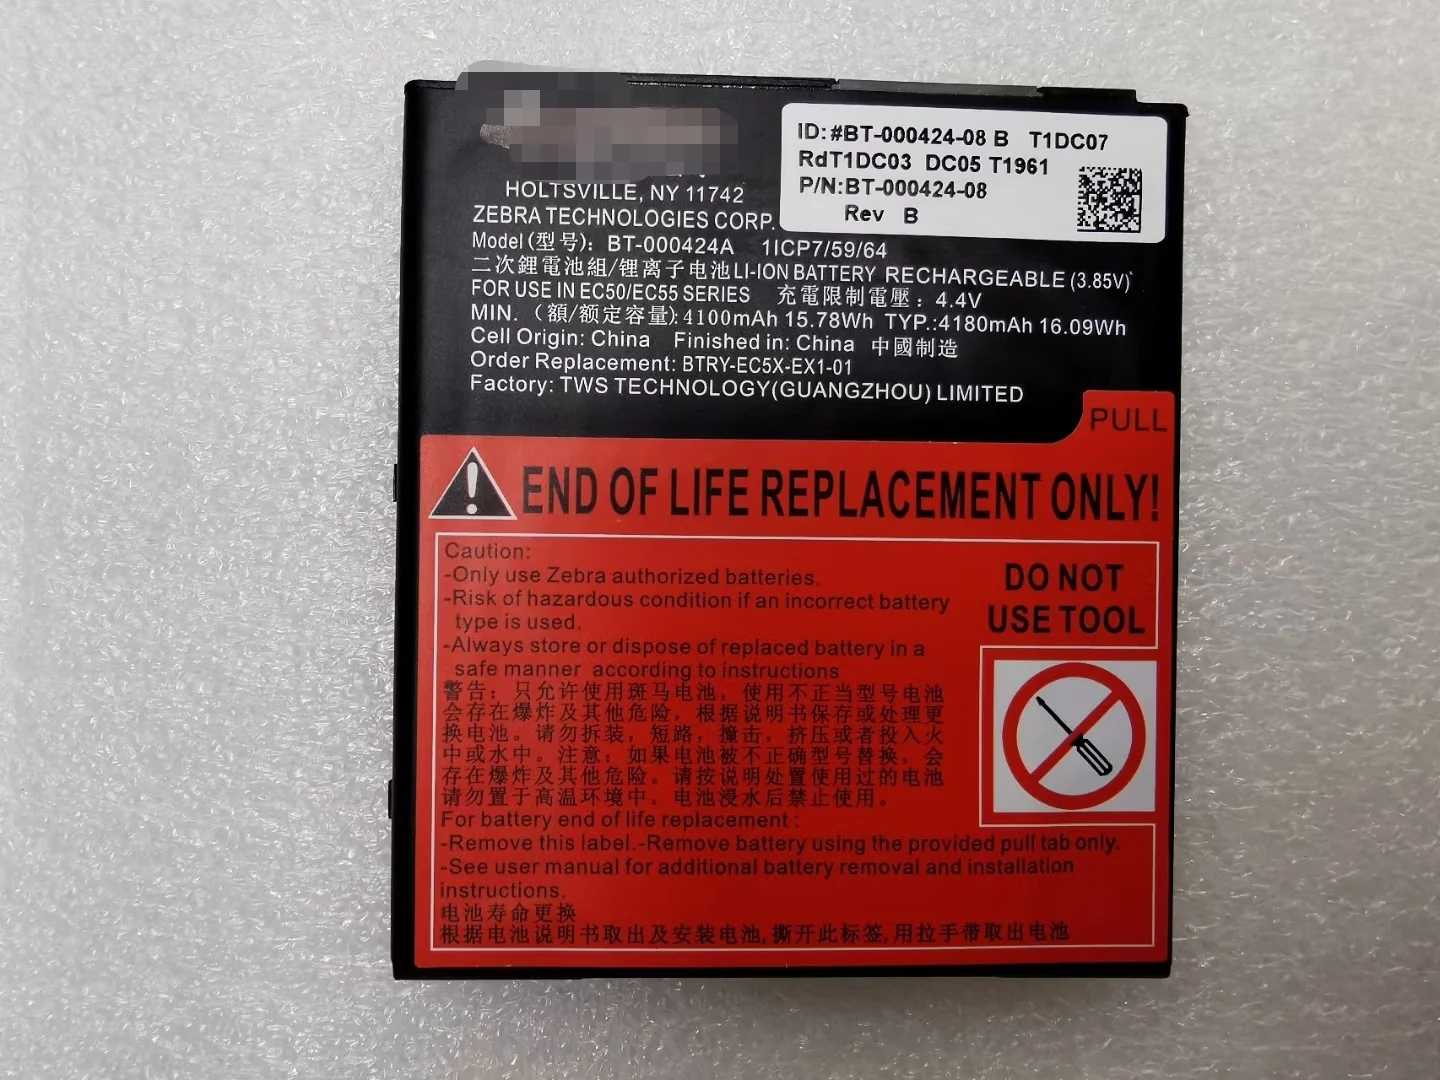 HOLTSVILLE, NY 11742
ZEBRA TECHNOLOGIES CORP.
ID:#BT-000424-08 B T1DC07
RdT1DC03 DC05 T1961
P/N:BT-000424-08
Rev B
Model (型号): BT-000424A 1ICP7/59/64
二次鋰電池組/锂离子电池LI-ION BATTERY RECHARGEABLE (3.85V)
FOR USE IN EC50/EC55 SERIES 充電限制電壓：4.4V
MIN. （額/额定容量):4100mAh 15.78Wh TYP.:4180mAh 16.09Wh
Cell Origin: China Finished in: China 中國制造
Order Replacement: BTRY-EC5X-EX1-01
Factory: TWS TECHNOLOGY(GUANGZHOU) LIMITED
PULL
END OF LIFE REPLACEMENT ONLY!
Caution:
-Only use Zebra authorized batteries.
-Risk of hazardous condition if an incorrect battery
type is used.
-Always store or dispose of replaced battery in a
safe manner according to instructions
警告：只允许使用斑马电池，使用不正当型号电池
会存在爆炸及其他危险，根据说明书保存或处理更
换电池。请勿拆装，短路，撞击，挤压或者投入火
中或水中。注意：如果电池被不正确型号替换，会
存在爆炸及其他危险。请按说明处置使用过的电池
请勿置于高温环境中。电池浸水后禁止使用。
DO NOT
USE TOOL
For battery end of life replacement :
-Remove this label.-Remove battery using the provided pull tab only.
-See user manual for additional battery removal and installation
instructions.
电池寿命更换
根据电池说明书取出及安装电池,撕开此标签,用拉手带取出电池